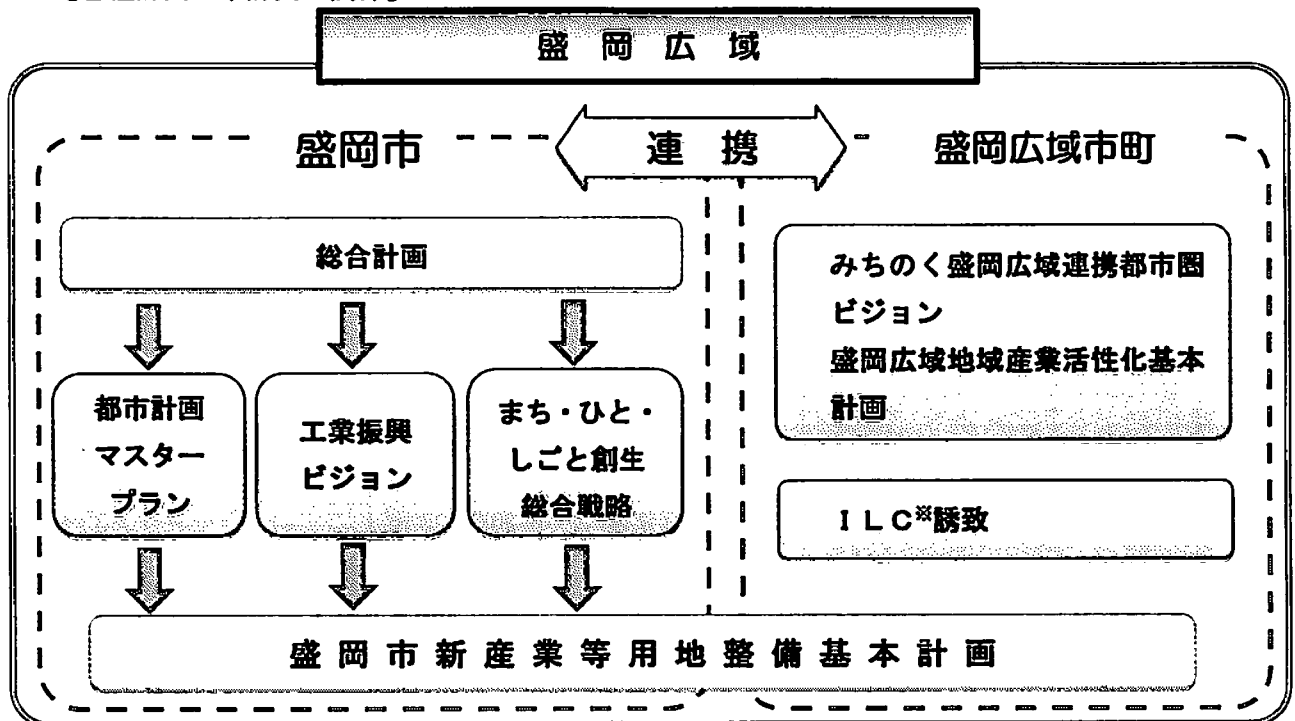 盛岡広域
盛岡市
連携
盛岡広域市町
総合計画
都市計画
マスター
プラン
工業振興
ビジョン
まち・ひと・
しごと創生
総合戦略
みちのく盛岡広域連携都市圏
ビジョン
盛岡広域地域産業活性化基本
計画
ILC※誘致
盛岡市新産業等用地整備基本計画